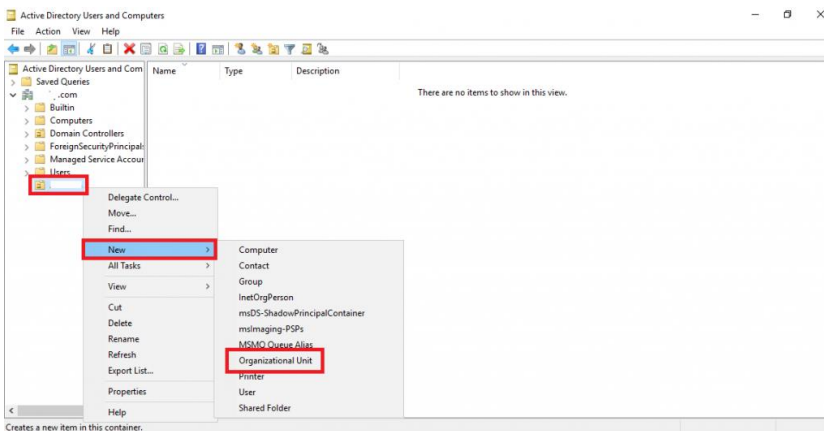 Active Directory Users and Computers
File Action View Help
Active Directory Users and Com
Name Type Description
Saved Queries
.com
There are no items to show in this view.
Builtin
Computers
Domain Controllers
ForeignSecurityPrincipals
Managed Service Accour
Users
Delegate Control...
Move...
Find...
New
All Tasks
View
Cut
Delete
Rename
Refresh
Export List...
Properties
Help
Computer
Contact
Group
InetOrgPerson
msDS-ShadowPrincipalContainer
msImaging-PSPs
MSMQ Queue Alias
Organizational Unit
Printer
User
Shared Folder
Creates a new item in this container.